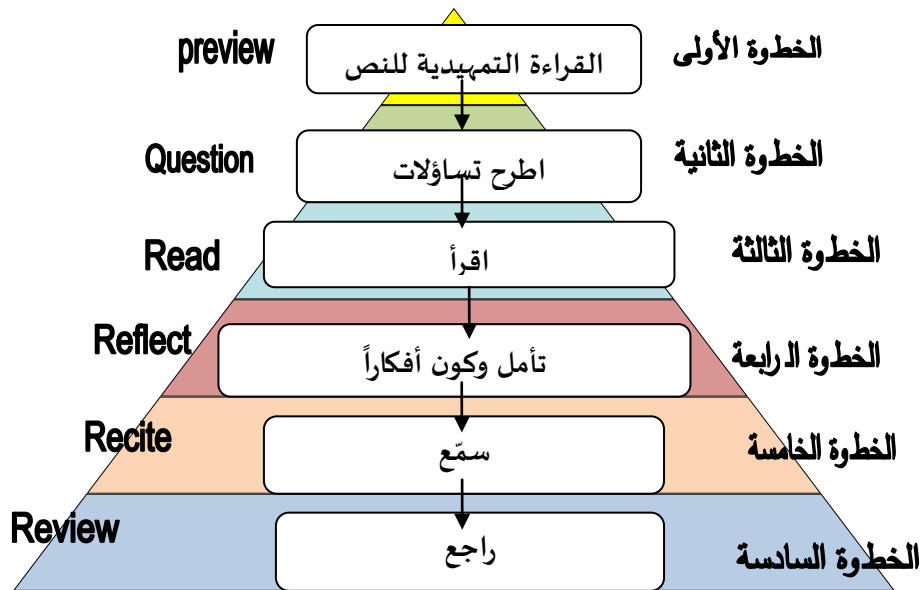 الخطوة الأولى
القراءة التمهيدية للنص
preview
الخطوة الثانية
اطرح تساؤلات
Question
الخطوة الثالثة
اقرأ
Read
الخطوة الرابعة
تأمل وكون أفكاراً
Reflect
الخطوة الخامسة
سمّع
Recite
الخطوة السادسة
راجع
Review